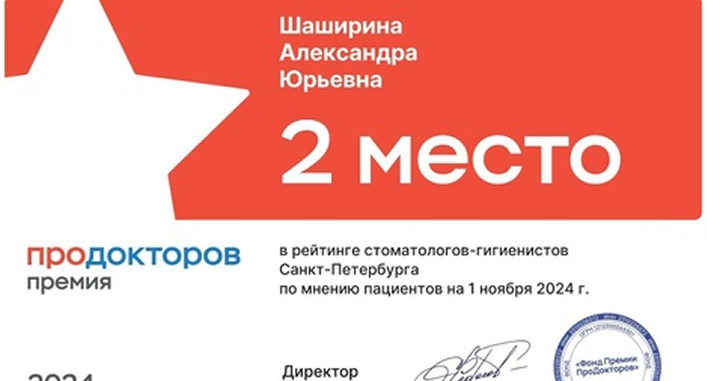 Шаширина
Александра
Юрьевна
2 место
продокторов
премия
в рейтинге стоматологов-гигиенистов
Санкт-Петербурга
по мнению пациентов на 1 ноября 2024 г.
2024
Директор
«Фонд Премии
ПроДокторов»